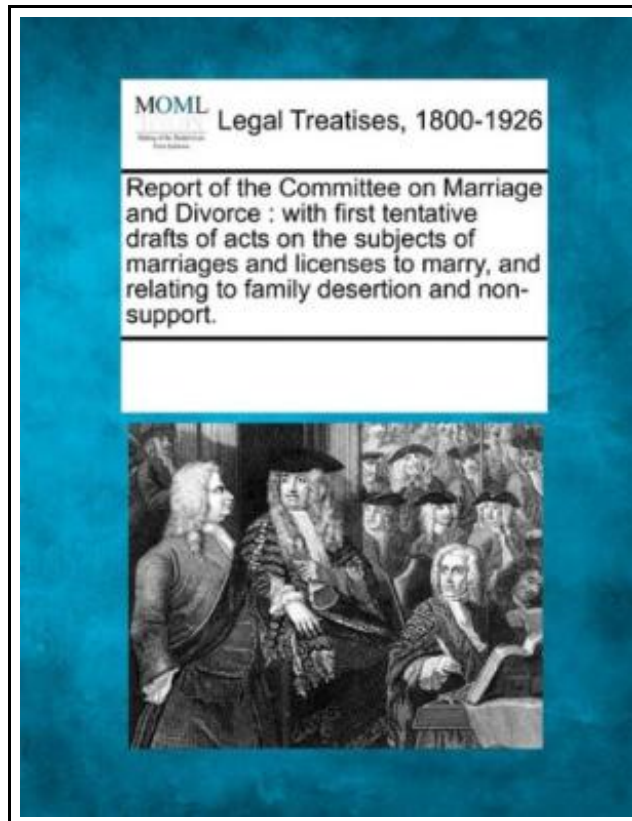 MOML
Legal Treatises, 1800-1926
Report of the Committee on Marriage
and Divorce : with first tentative
drafts of acts on the subjects of
marriages and licenses to marry, and
relating to family desertion and non-
support.